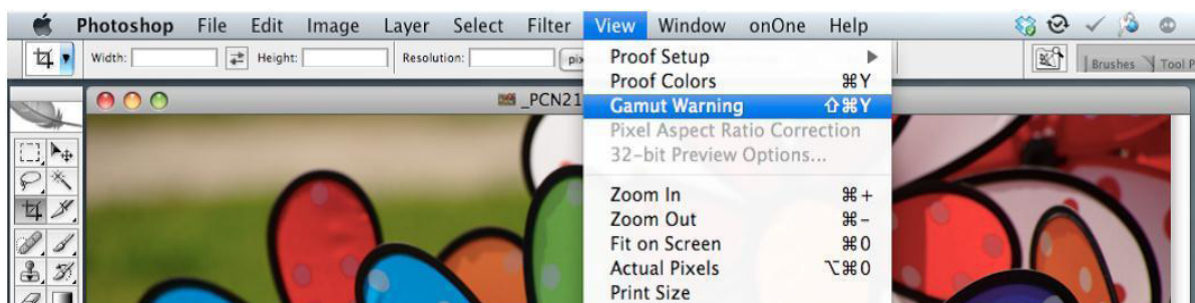 Photoshop File Edit Image Layer Select Filter View Window onOne Help
Width: Height: Resolution: pix
Brushes Tool P
_PCN21
Proof Setup
Proof Colors ⌘Y
Gamut Warning ⇧⌘Y
Pixel Aspect Ratio Correction
32-bit Preview Options...
Zoom In ⌘+
Zoom Out ⌘-
Fit on Screen ⌘0
Actual Pixels ⌥⌘0
Print Size